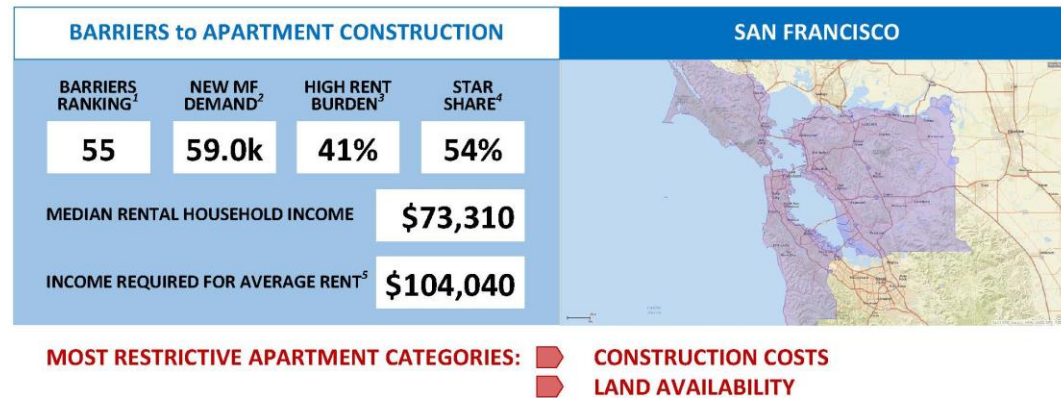 BARRIERS to APARTMENT CONSTRUCTION
SAN FRANCISCO
BARRIERS RANKING¹
NEW MF DEMAND²
HIGH RENT BURDEN³
STAR SHARE⁴
55
59.0k
41%
54%
MEDIAN RENTAL HOUSEHOLD INCOME
$73,310
INCOME REQUIRED FOR AVERAGE RENT⁵
$104,040
MOST RESTRICTIVE APARTMENT CATEGORIES:
CONSTRUCTION COSTS
LAND AVAILABILITY